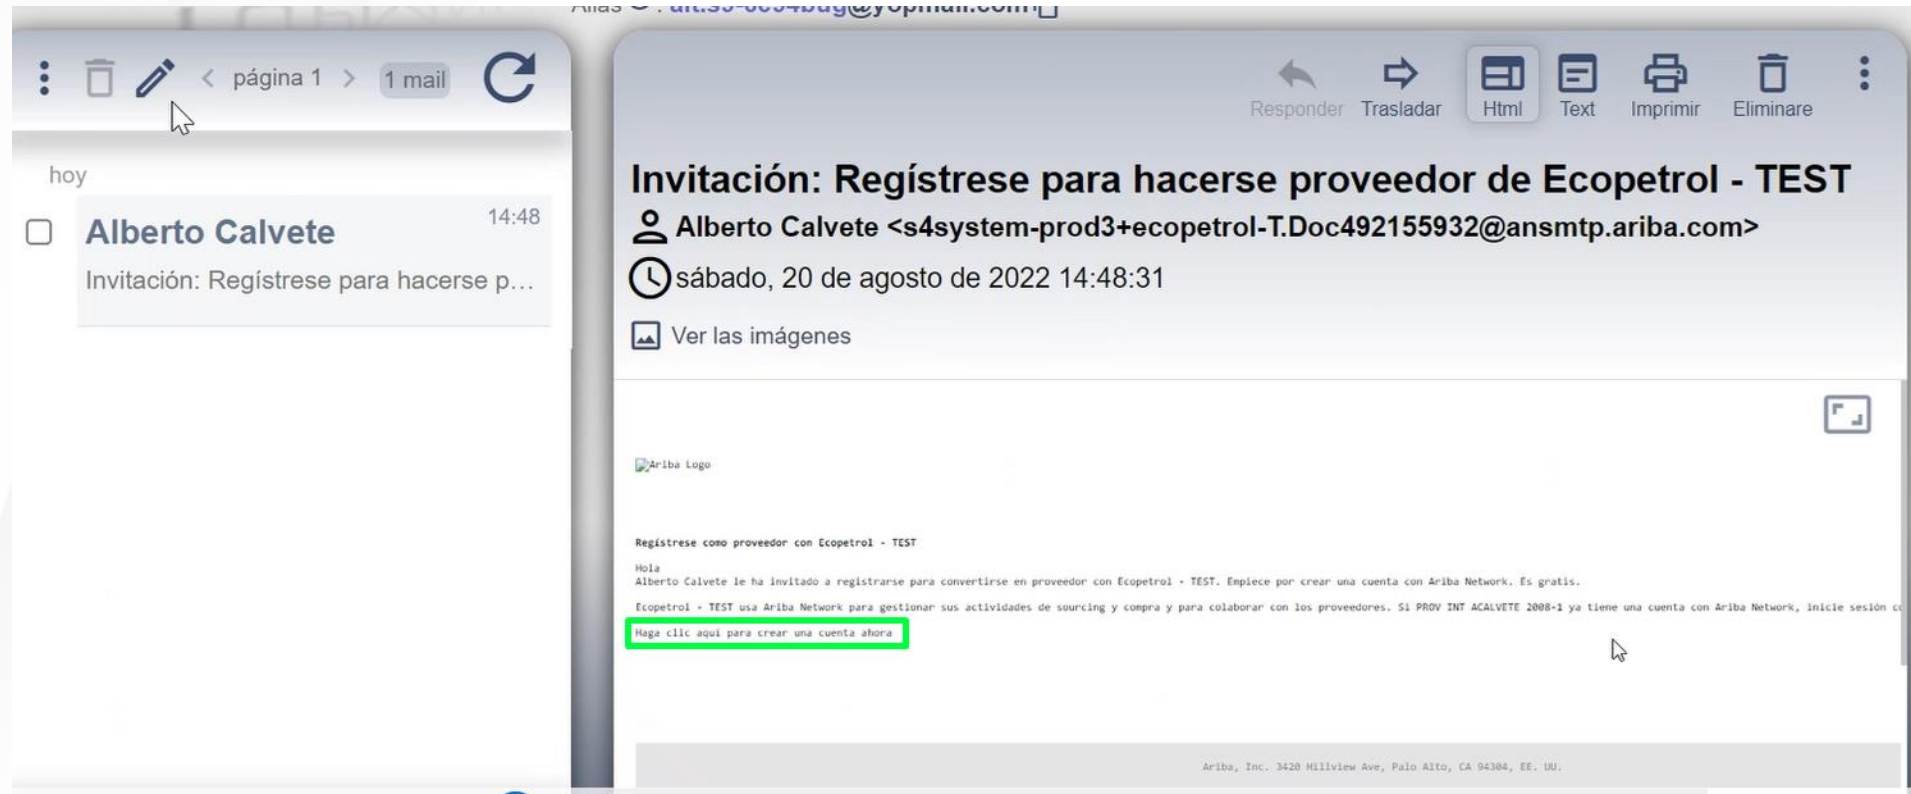 @yopmail.com
página 1
1 mail
Responder
Trasladar
Html
Text
Imprimir
Eliminare
hoy
Alberto Calvete
14:48
Invitación: Regístrese para hacerse p...
Invitación: Regístrese para hacerse proveedor de Ecopetrol - TEST
Alberto Calvete <s4system-prod3+ecopetrol-T.Doc492155932@ansmtp.ariba.com>
sábado, 20 de agosto de 2022 14:48:31
Ver las imágenes
Ariba Logo
Regístrese como proveedor con Ecopetrol - TEST
Hola
Alberto Calvete le ha invitado a registrarse para convertirse en proveedor con Ecopetrol - TEST. Empiece por crear una cuenta con Ariba Network. Es gratis.
Ecopetrol - TEST usa Ariba Network para gestionar sus actividades de sourcing y compra y para colaborar con los proveedores. Si PROV INT ACALVETE 2008-1 ya tiene una cuenta con Ariba Network, inicie sesión
Haga clic aquí para crear una cuenta ahora
Ariba, Inc. 3420 Hillview Ave, Palo Alto, CA 94304, EE. UU.